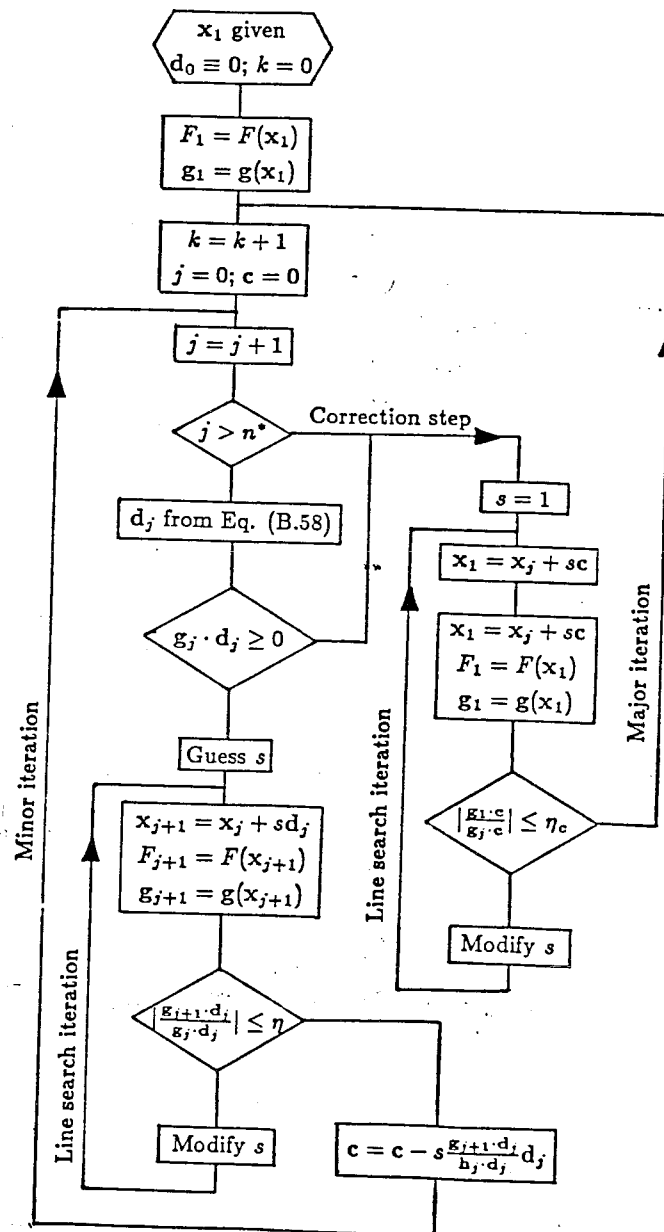 x₁ given
d₀ ≡ 0; k = 0
F₁ = F(x₁)
g₁ = g(x₁)
k = k + 1
j = 0; c = 0
j = j + 1
j > n*
Correction step
d_j from Eq. (B.58)
g_j · d_j ≥ 0
Guess s
x_{j+1} = x_j + sd_j
F_{j+1} = F(x_{j+1})
g_{j+1} = g(x_{j+1})
|g_{j+1}·d_j / g_j·d_j| ≤ η
Modify s
c = c − s g_{j+1}·d_j / h_j·d_j d_j
Minor iteration
Line search iteration
s = 1
x₁ = x_j + sc
x₁ = x_j + sc
F₁ = F(x₁)
g₁ = g(x₁)
|g₁·c / g_j·c| ≤ η_c
Modify s
Line search iteration
Major iteration